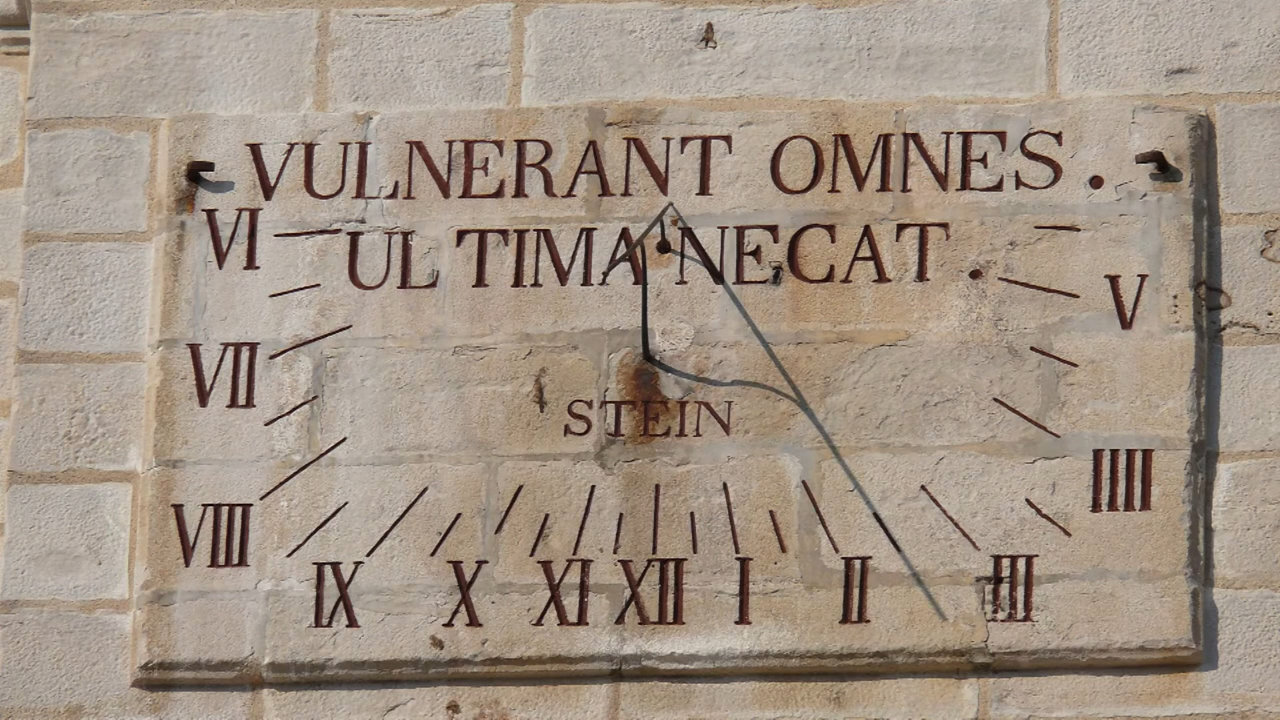 VULNERANT OMNES.
VI ULTIMA NECAT.
V
VII
STEIN
IIII
VIII
IX X XI XII I II III